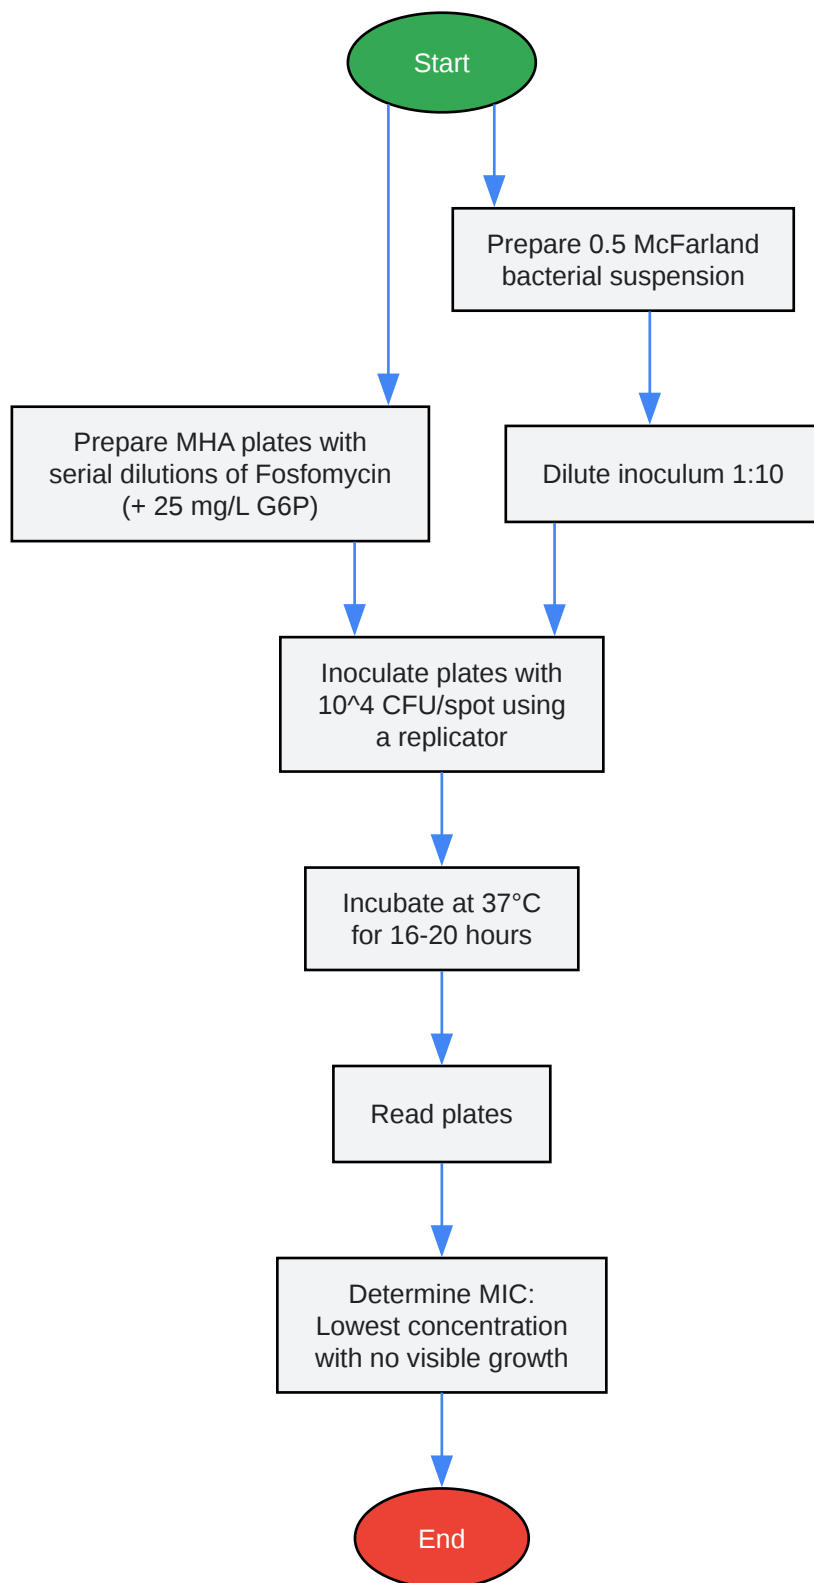 Start
Prepare 0.5 McFarland
bacterial suspension
Prepare MHA plates with
serial dilutions of Fosfomycin
(+ 25 mg/L G6P)
Dilute inoculum 1:10
Inoculate plates with
10^4 CFU/spot using
a replicator
Incubate at 37°C
for 16-20 hours
Read plates
Determine MIC:
Lowest concentration
with no visible growth
End